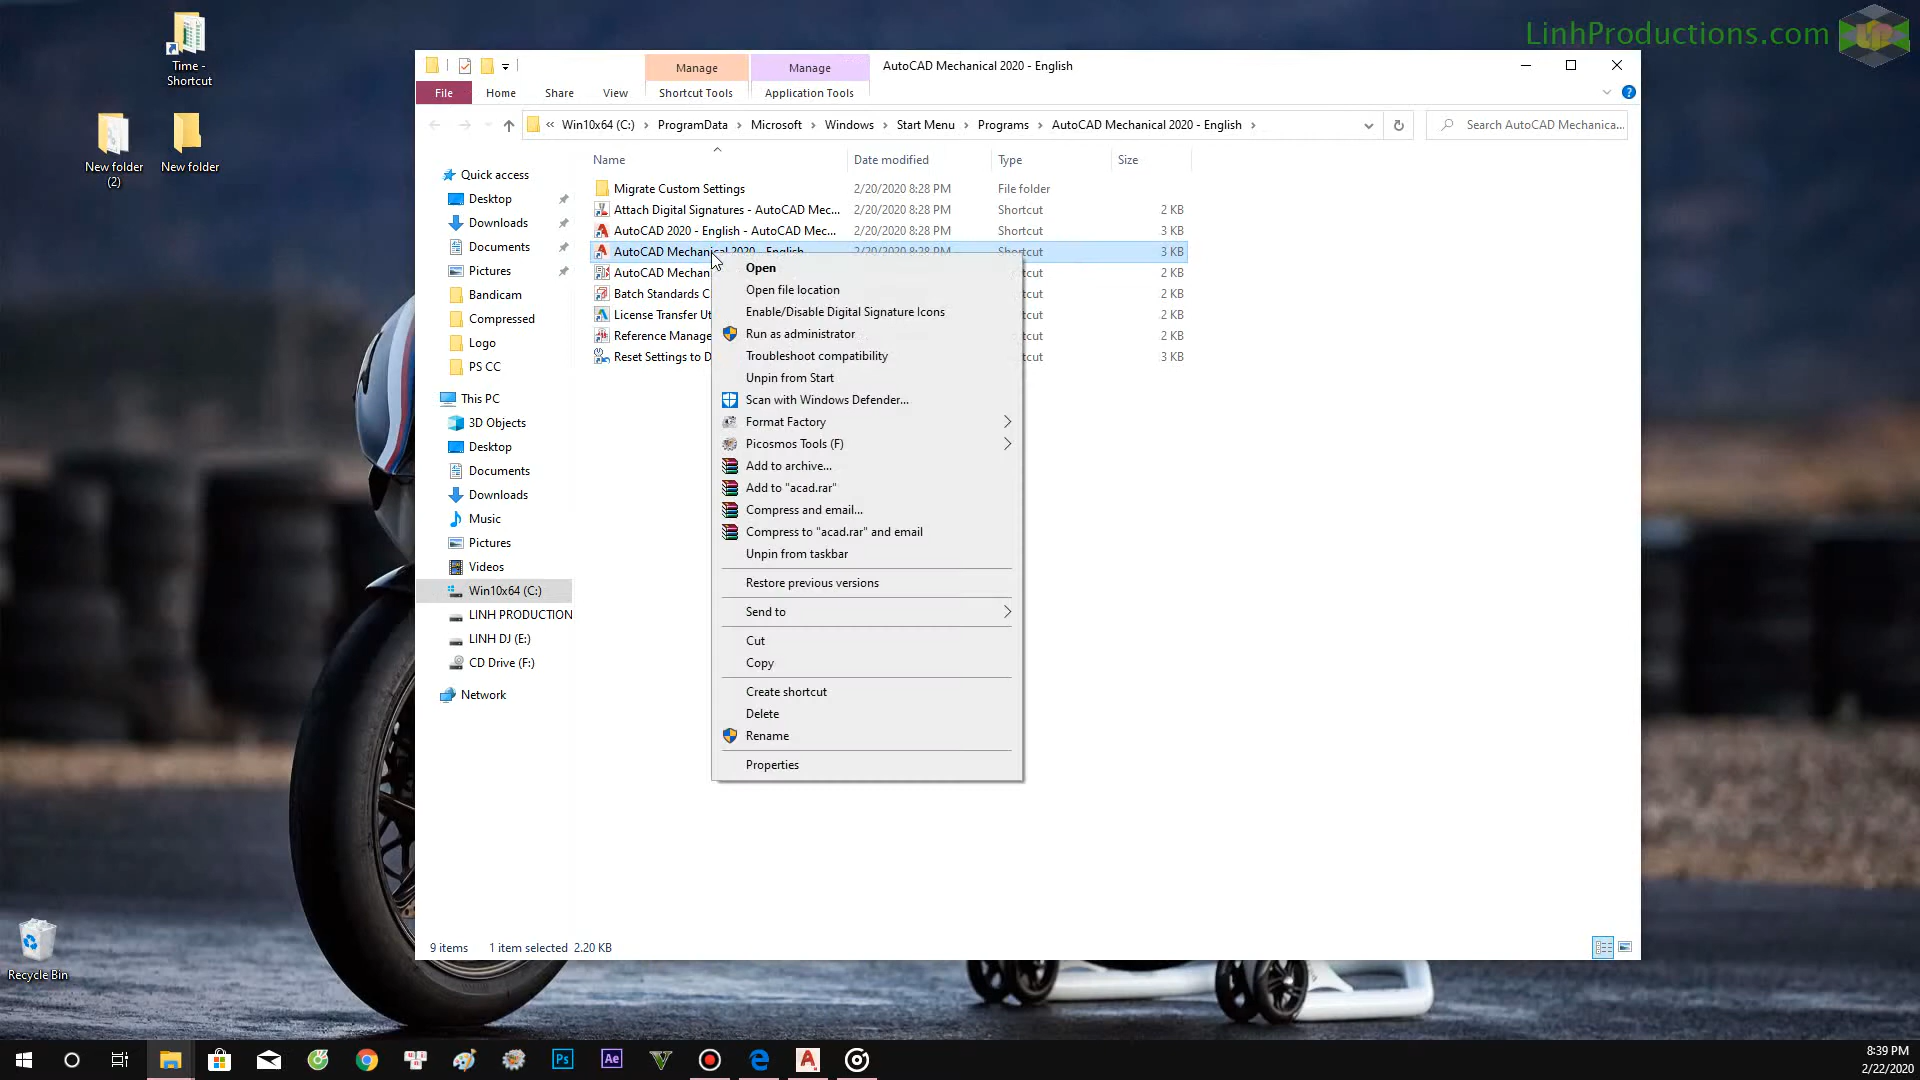 LinhProductions.com
Time -
Shortcut
New folder
(2)
New folder
Recycle Bin
Manage
Manage
AutoCAD Mechanical 2020 - English
File
Home
Share
View
Shortcut Tools
Application Tools
« Win10x64 (C:) › ProgramData › Microsoft › Windows › Start Menu › Programs › AutoCAD Mechanical 2020 - English ›
Search AutoCAD Mechanica...
Quick access
Desktop
Downloads
Documents
Pictures
Bandicam
Compressed
Logo
PS CC
This PC
3D Objects
Desktop
Documents
Downloads
Music
Pictures
Videos
Win10x64 (C:)
LINH PRODUCTION
LINH DJ (E:)
CD Drive (F:)
Network
Name Date modified Type Size
Migrate Custom Settings 2/20/2020 8:28 PM File folder
Attach Digital Signatures - AutoCAD Mec... 2/20/2020 8:28 PM Shortcut 2 KB
AutoCAD 2020 - English - AutoCAD Mec... 2/20/2020 8:28 PM Shortcut 3 KB
AutoCAD Mechanical 2020 - English 2/20/2020 8:28 PM Shortcut 3 KB
AutoCAD Mechan tcut 2 KB
Batch Standards C tcut 2 KB
License Transfer Ut tcut 2 KB
Reference Manage tcut 2 KB
Reset Settings to D tcut 3 KB
Open
Open file location
Enable/Disable Digital Signature Icons
Run as administrator
Troubleshoot compatibility
Unpin from Start
Scan with Windows Defender...
Format Factory
Picosmos Tools (F)
Add to archive...
Add to "acad.rar"
Compress and email...
Compress to "acad.rar" and email
Unpin from taskbar
Restore previous versions
Send to
Cut
Copy
Create shortcut
Delete
Rename
Properties
9 items 1 item selected 2.20 KB
Ps
Ae
8:39 PM
2/22/2020